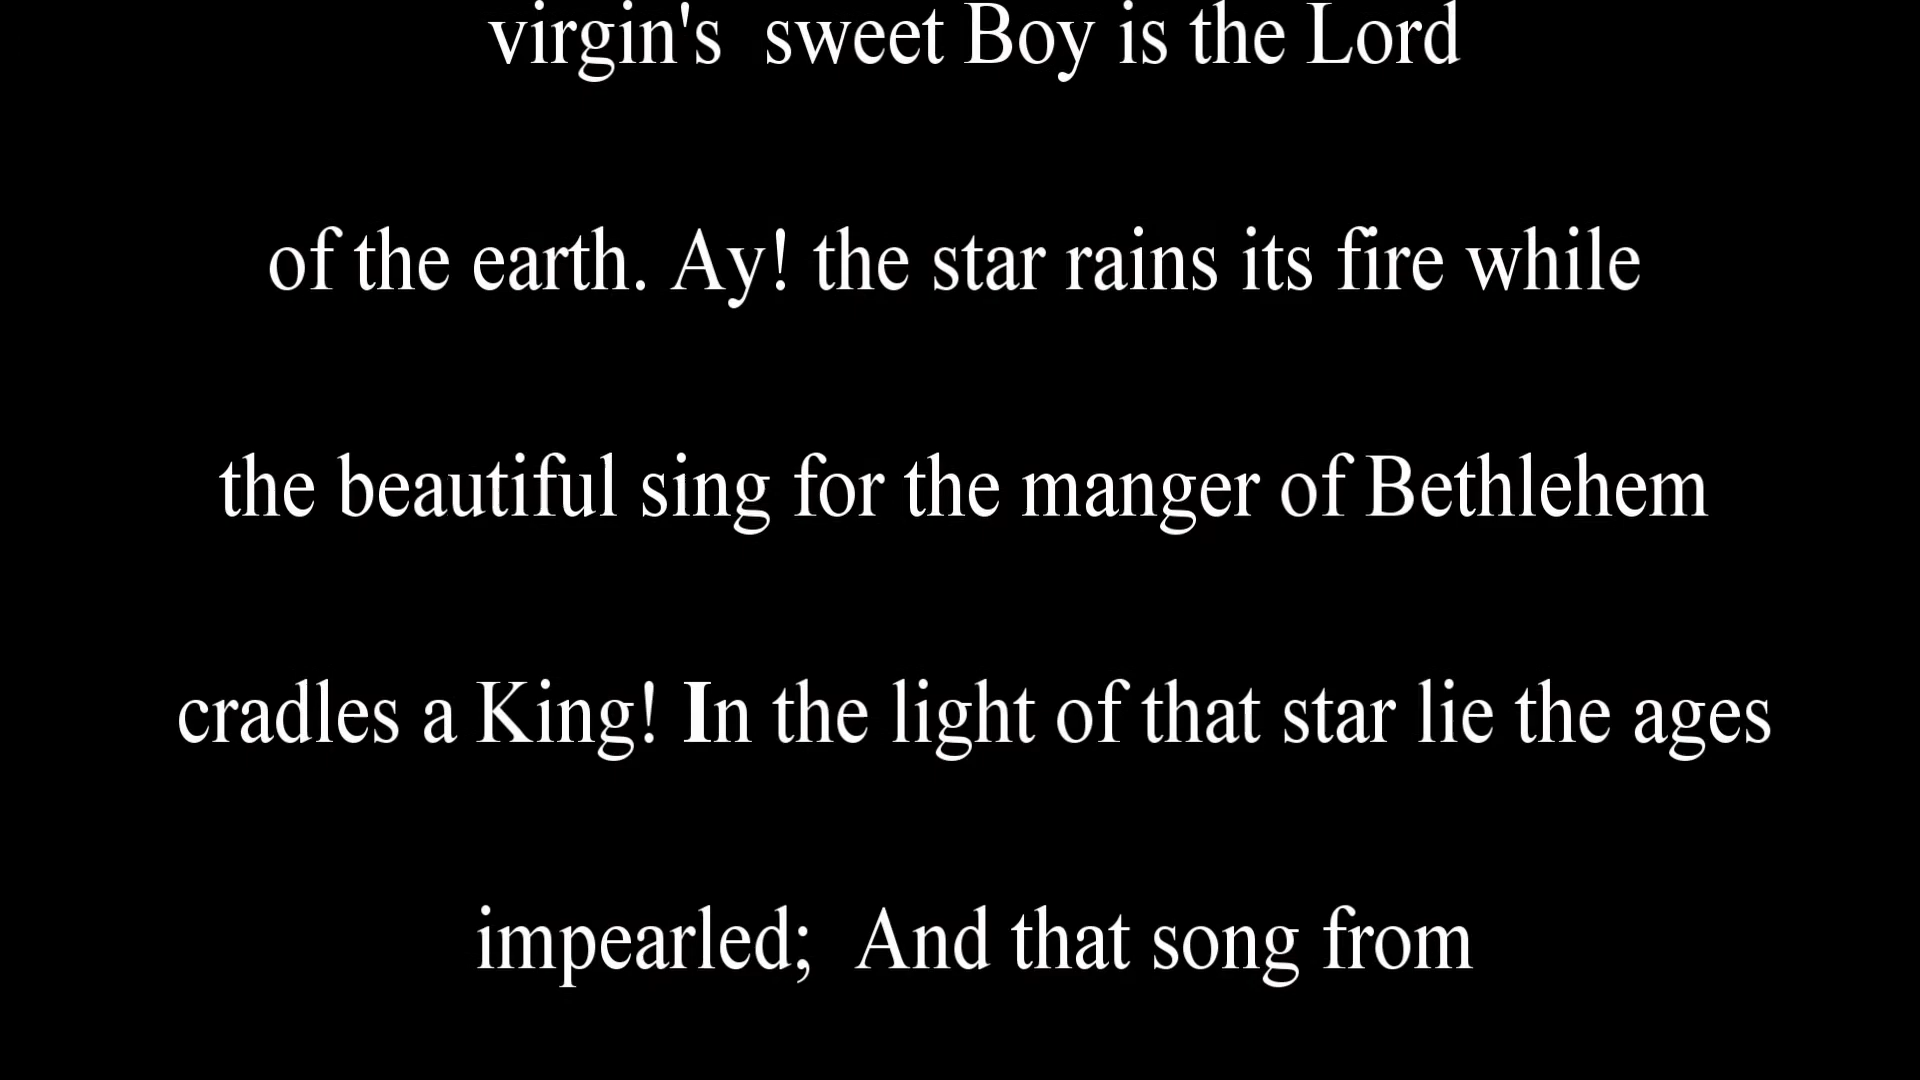 virgin's  sweet Boy is the Lord
of the earth. Ay! the star rains its fire while
the beautiful sing for the manger of Bethlehem
cradles a King! In the light of that star lie the ages
impearled;  And that song from